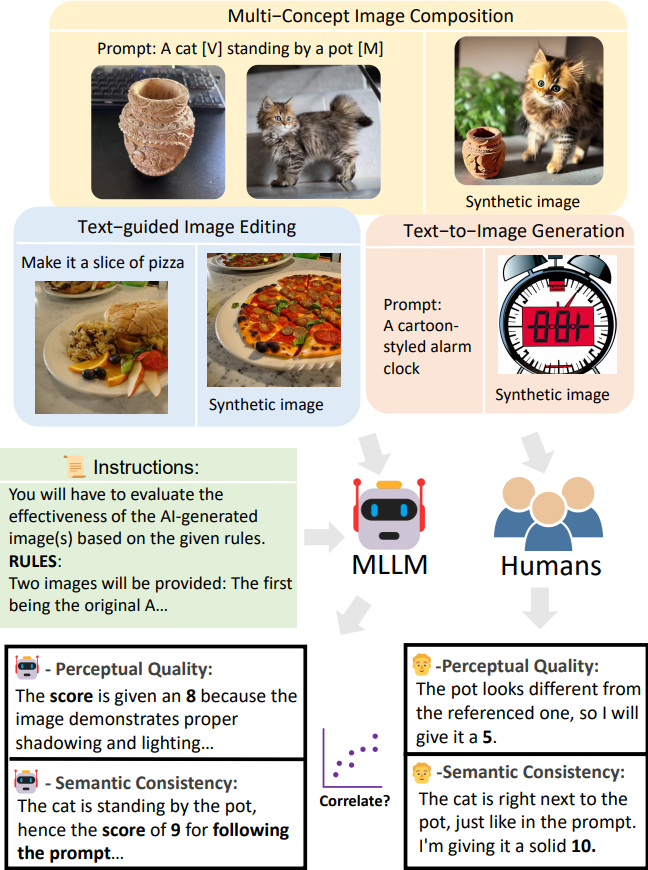 Multi−Concept Image Composition
Prompt: A cat [V] standing by a pot [M]
Synthetic image
Text−guided Image Editing
Make it a slice of pizza
Synthetic image
Text−to−Image Generation
Prompt:
A cartoon-
styled alarm
clock
Synthetic image
Instructions:
You will have to evaluate the
effectiveness of the AI-generated
image(s) based on the given rules.
RULES:
Two images will be provided: The first
being the original A...
MLLM
Humans
- Perceptual Quality:
The score is given an 8 because the
image demonstrates proper
shadowing and lighting...
- Semantic Consistency:
The cat is standing by the pot,
hence the score of 9 for following
the prompt...
Correlate?
-Perceptual Quality:
The pot looks different from
the referenced one, so I will
give it a 5.
-Semantic Consistency:
The cat is right next to the
pot, just like in the prompt.
I'm giving it a solid 10.